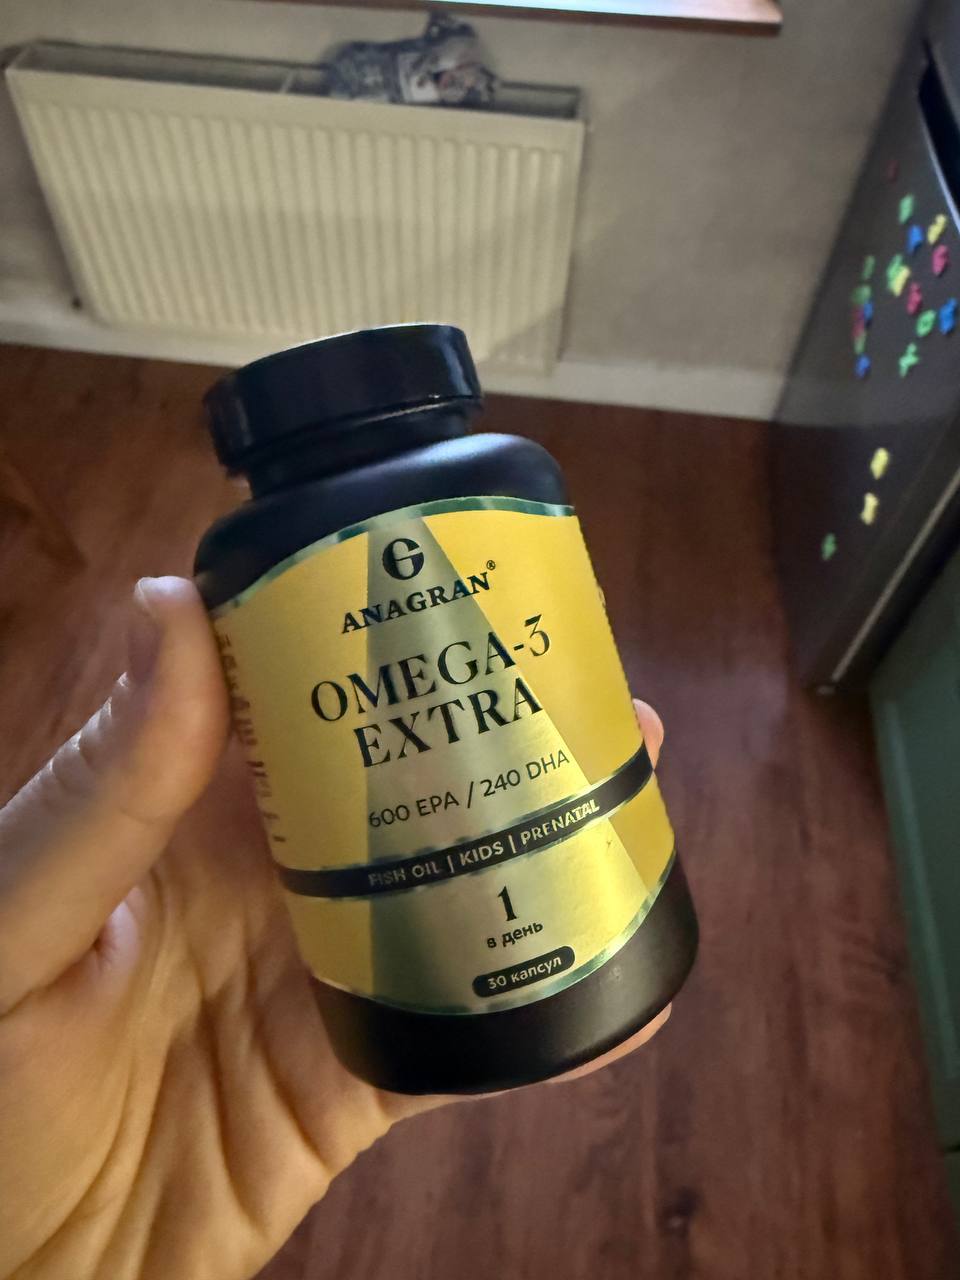 ANAGRAN®
OMEGA-3
EXTRA
600 EPA / 240 DHA
FISH OIL | KIDS | PRENATAL
1
в день
30 капсул